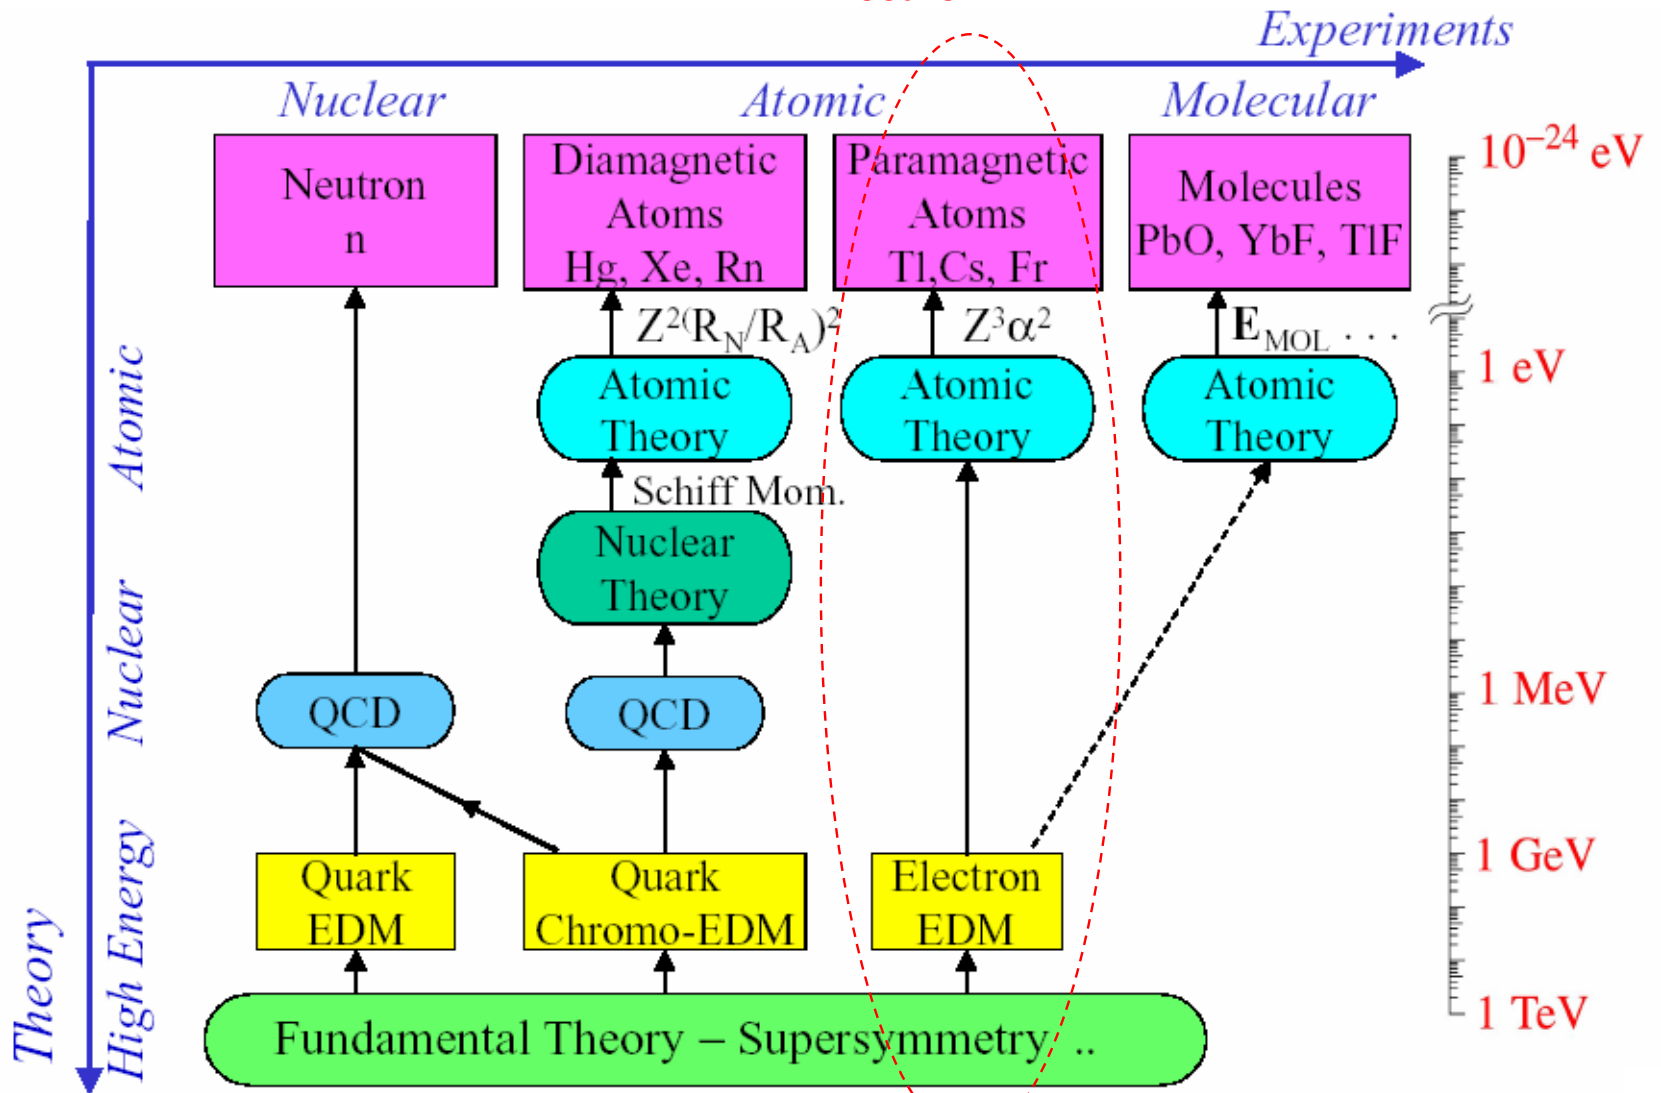 Experiments
Nuclear
Atomic
Molecular
Neutron
n
Diamagnetic
Atoms
Hg, Xe, Rn
Paramagnetic
Atoms
Tl,Cs, Fr
Molecules
PbO, YbF, TlF
10⁻²⁴ eV
Z²⁽R_N/R_A)²
Z³α²
E_MOL . . .
1 eV
Atomic
Theory
Atomic
Theory
Atomic
Theory
Atomic
Schiff Mom.
Nuclear
Theory
Nuclear
QCD
QCD
1 MeV
Quark
EDM
Quark
Chromo-EDM
Electron
EDM
1 GeV
High Energy
Theory
Fundamental Theory – Supersymmetry ..
1 TeV